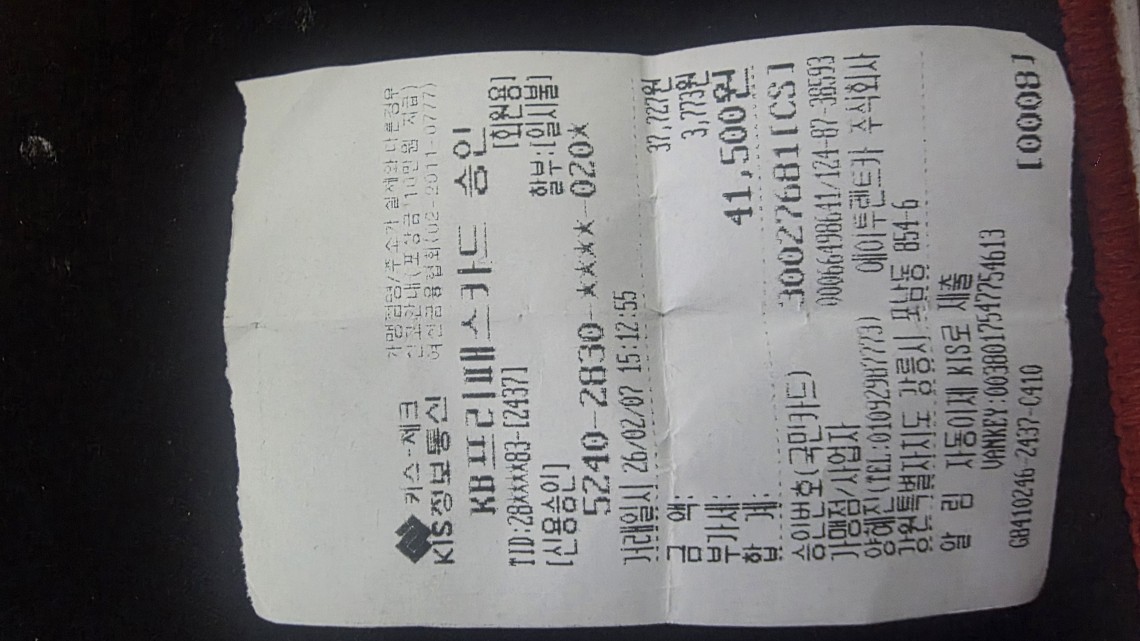 키스-체크
KIS정보통신
가맹점명/주소가 실제와 다른경우
신고안내(포상금 10만원 지급)
여신금융협회(02-2011-0777)
KB프리패스카드 승인
TID:28****83-[2437] [회원용]
[신용승인] 할부:[일시불]
5240-2830-****-020*
거래일시 26/02/07 15:12:55
금 액: 37,727원
부가세: 3,773원
합 계: 41,500원
승인번호(국민카드) 30027681[CS]
가맹점/사업자 00066498641/124-87-38593
양혜진(TEL:01092987773) 에이투렌트카 주식회사
강원특별자치도 강릉시 포남동 854-6
알 림 자동이체 KIS로 제출
VANKEY:0038017547754613
GB410246-2437-C410 [0008]